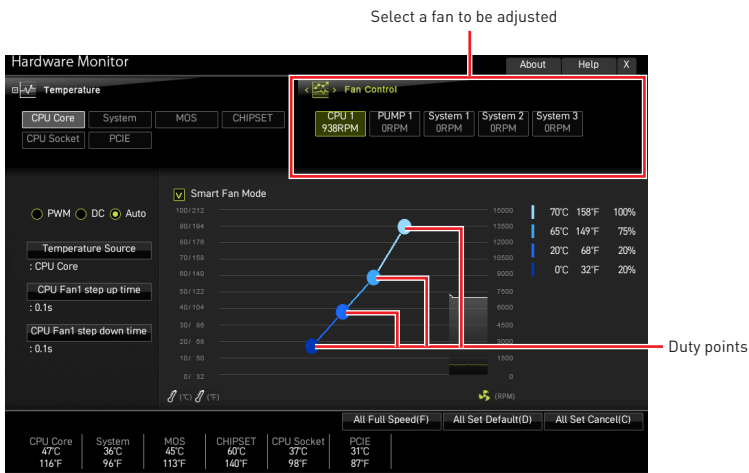 Select a fan to be adjusted
Hardware Monitor
About Help X
Temperature
Fan Control
CPU Core System MOS CHIPSET
CPU Socket PCIE
CPU 1 PUMP 1 System 1 System 2 System 3
938RPM 0RPM 0RPM 0RPM 0RPM
Smart Fan Mode
PWM DC Auto
Temperature Source
: CPU Core
CPU Fan1 step up time
: 0.1s
CPU Fan1 step down time
: 0.1s
100/212 15000
90/194 13500
80/176 12000
70/158 10500
60/140 9000
50/122 7500
40/104 6000
30/ 86 4500
20/ 68 3000
10/ 50 1500
0/ 32 0
(°C) (°F) (RPM)
70°C 158°F 100%
65°C 149°F 75%
20°C 68°F 20%
0°C 32°F 20%
Duty points
All Full Speed(F) All Set Default(D) All Set Cancel(C)
CPU Core System MOS CHIPSET CPU Socket PCIE
47°C 36°C 45°C 60°C 37°C 31°C
116°F 96°F 113°F 140°F 98°F 87°F